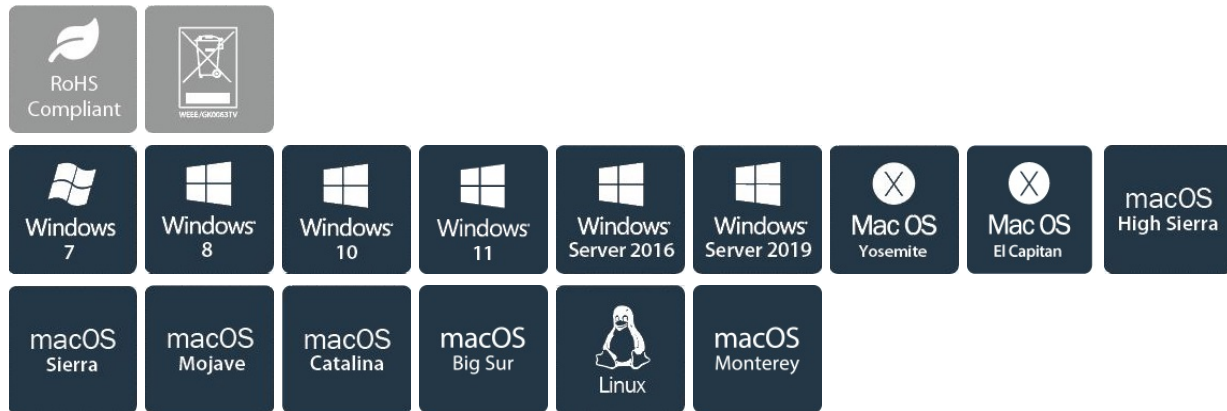 RoHS
Compliant
WEEE/GK0063TV
Windows
7
Windows
8
Windows
10
Windows
11
Windows
Server 2016
Windows
Server 2019
X
Mac OS
Yosemite
X
Mac OS
El Capitan
macOS
High Sierra
macOS
Sierra
macOS
Mojave
macOS
Catalina
macOS
Big Sur
Linux
macOS
Monterey